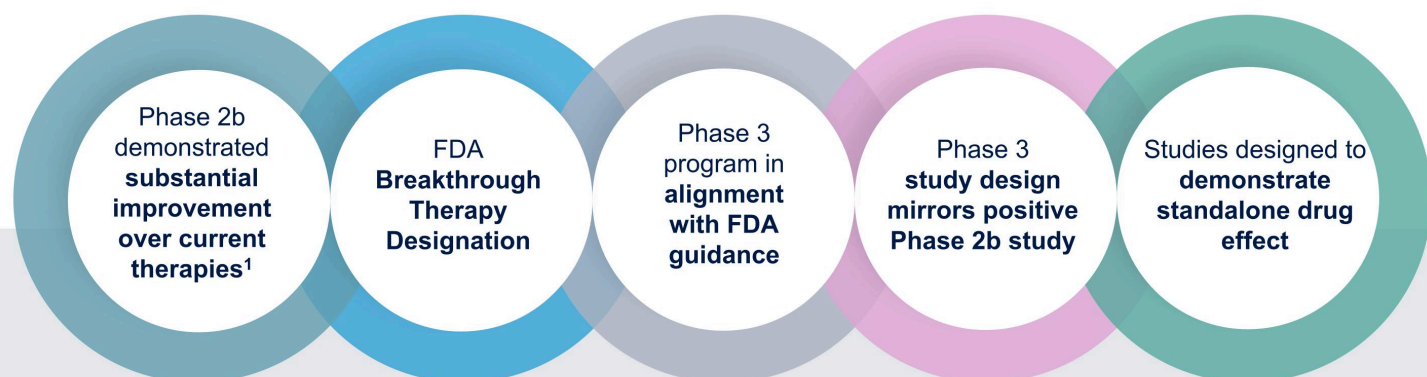 Phase 2b
demonstrated
substantial
improvement
over current
therapies¹
FDA
Breakthrough
Therapy
Designation
Phase 3
program in
alignment
with FDA
guidance
Phase 3
study design
mirrors positive
Phase 2b study
Studies designed to
demonstrate
standalone drug
effect